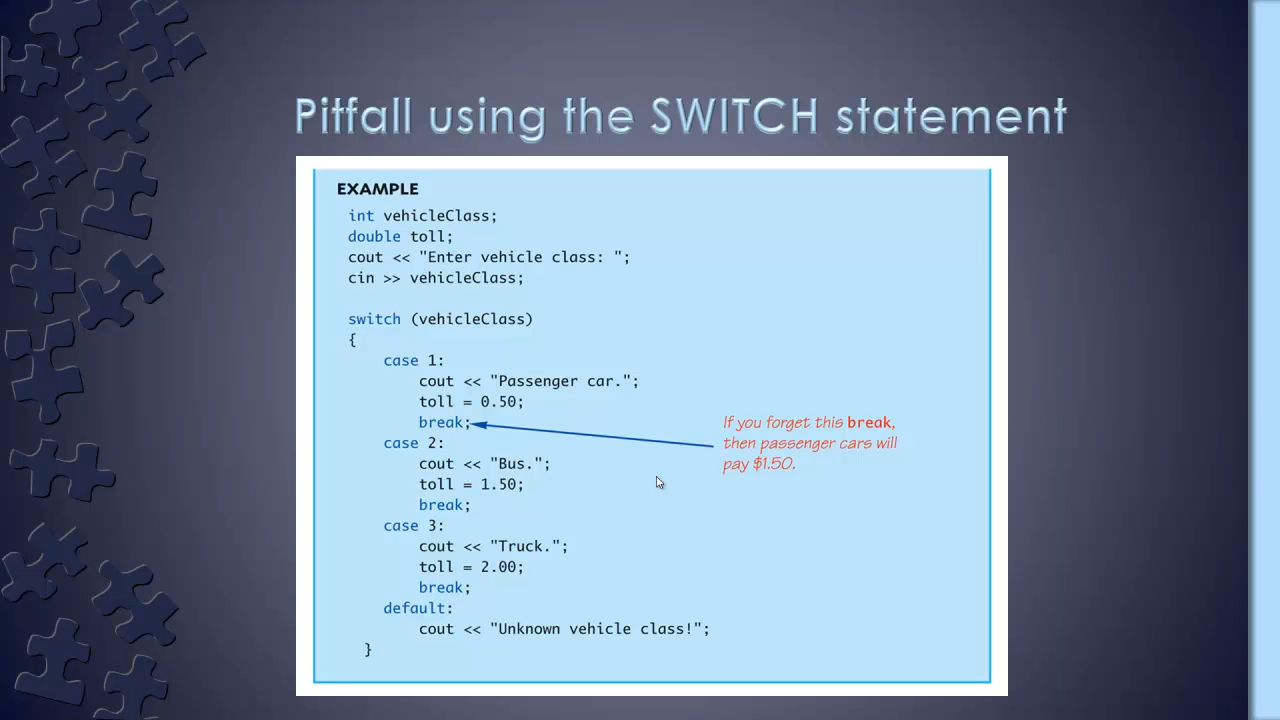 Pitfall using the SWITCH statement
EXAMPLE
int vehicleClass;
double toll;
cout << "Enter vehicle class: ";
cin >> vehicleClass;
switch (vehicleClass)
{
case 1:
cout << "Passenger car.";
toll = 0.50;
break;
case 2:
cout << "Bus.";
toll = 1.50;
break;
case 3:
cout << "Truck.";
toll = 2.00;
break;
default:
cout << "Unknown vehicle class!";
}
If you forget this break,
then passenger cars will
pay $1.50.